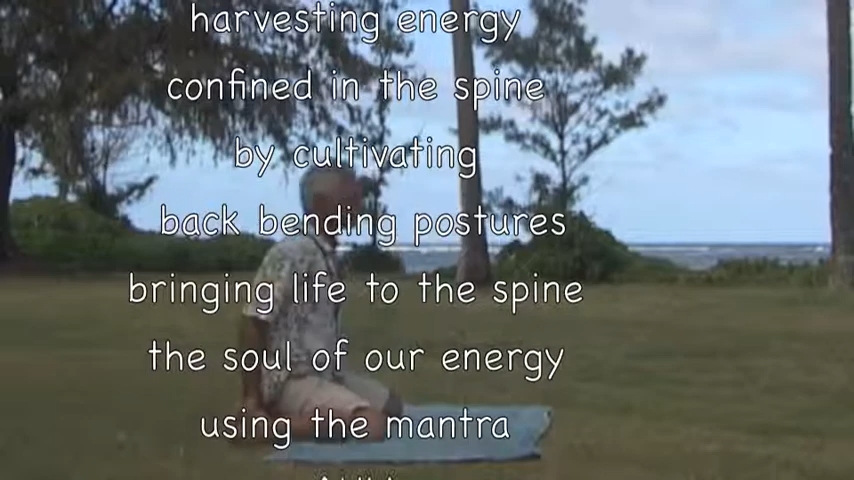 harvesting energy
confined in the spine
by cultivating
back bending postures
bringing life to the spine
the soul of our energy
using the mantra